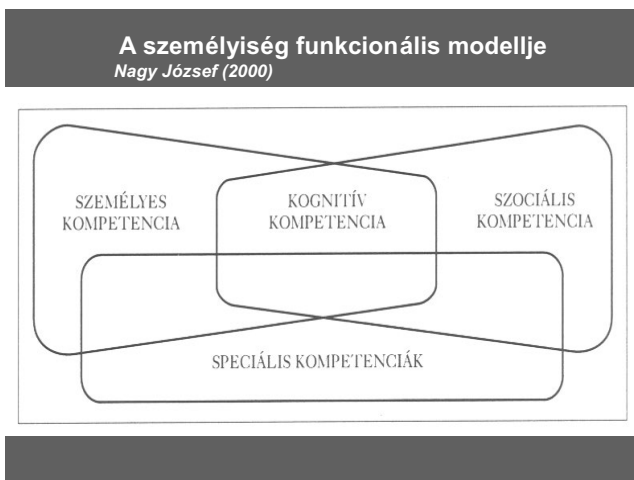 A személyiség funkcionális modellje
Nagy József (2000)
SZEMÉLYES
KOMPETENCIA
KOGNITÍV
KOMPETENCIA
SZOCIÁLIS
KOMPETENCIA
SPECIÁLIS KOMPETENCIÁK